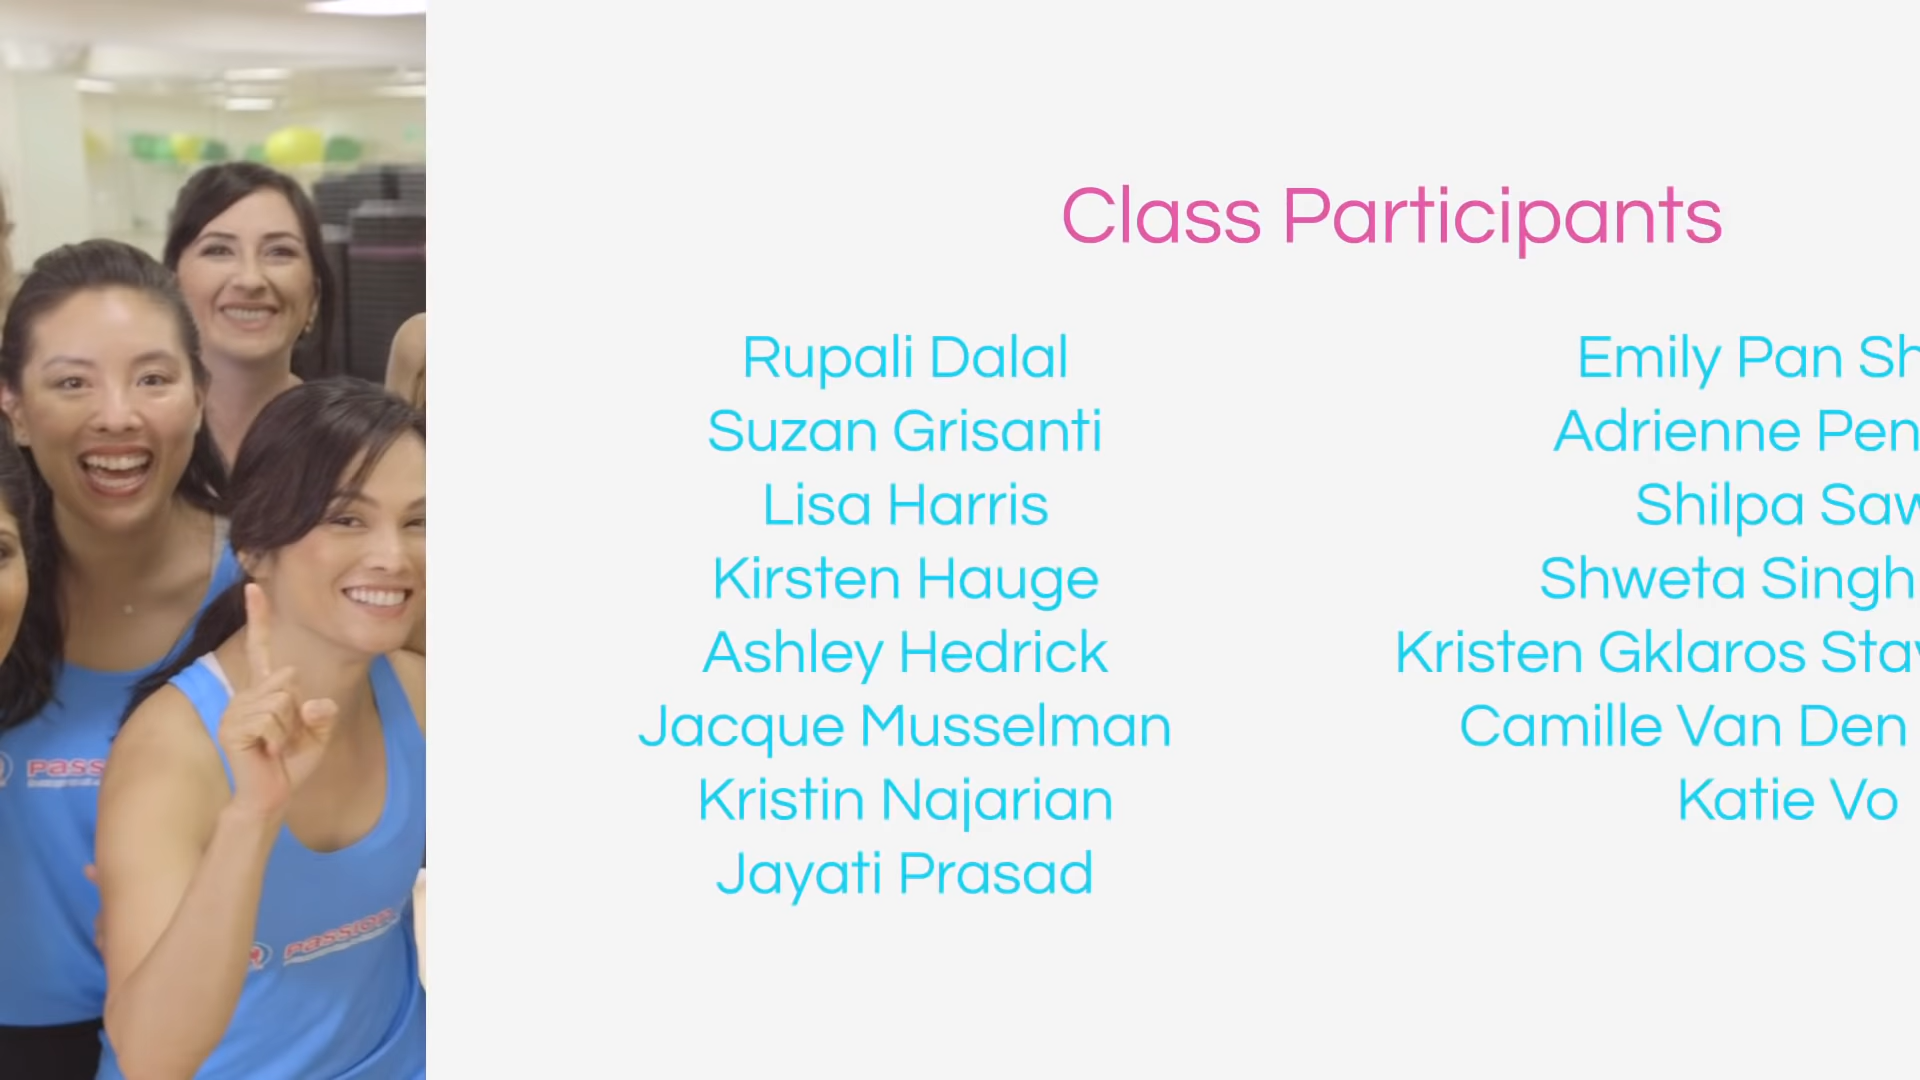 Class Participants
Rupali Dalal
Suzan Grisanti
Lisa Harris
Kirsten Hauge
Ashley Hedrick
Jacque Musselman
Kristin Najarian
Jayati Prasad
Emily Pan
Adrienne
Shilpa
Shweta Singh
Kristen Gklaros
Camille Van Den
Katie Vo